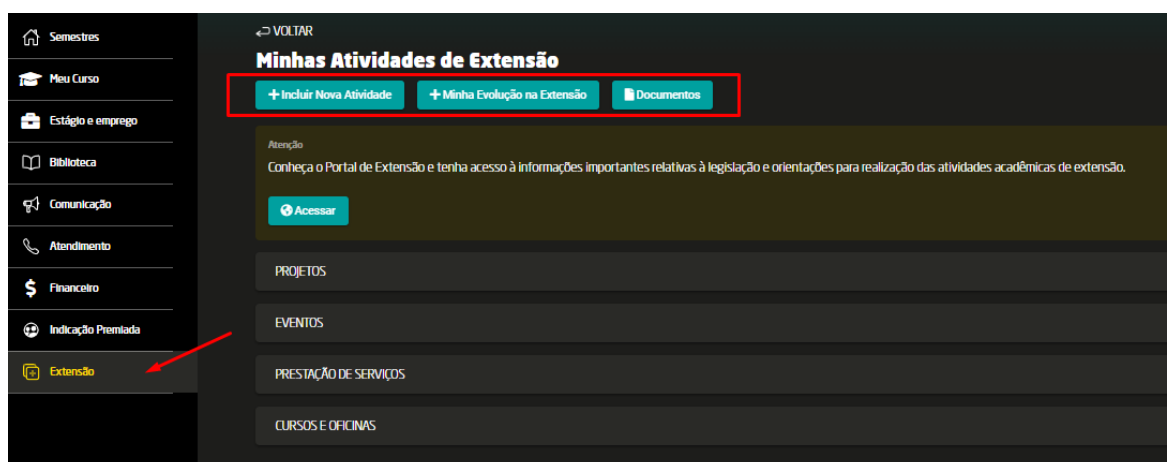 Semestres
Meu Curso
Estágio e emprego
Biblioteca
Comunicação
Atendimento
Financeiro
Indicação Premiada
Extensão
VOLTAR
Minhas Atividades de Extensão
+ Incluir Nova Atividade + Minha Evolução na Extensão Documentos
Atenção
Conheça o Portal de Extensão e tenha acesso à informações importantes relativas à legislação e orientações para realização das atividades acadêmicas de extensão.
Acessar
PROJETOS
EVENTOS
PRESTAÇÃO DE SERVIÇOS
CURSOS E OFICINAS